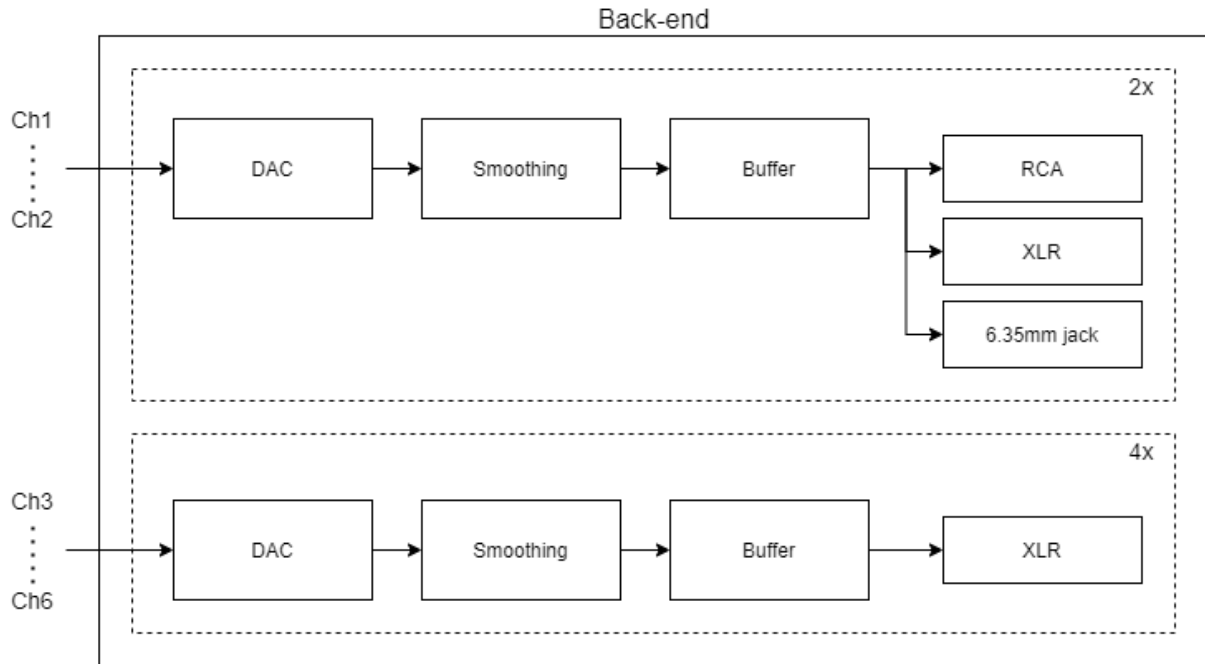 Back-end
2x
Ch1
Ch2
DAC
Smoothing
Buffer
RCA
XLR
6.35mm jack
4x
Ch3
Ch6
DAC
Smoothing
Buffer
XLR